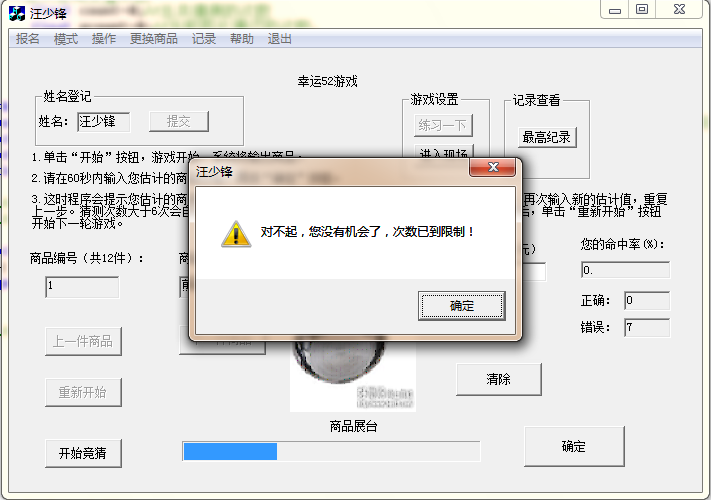 汪少锋
报名 模式 操作 更换商品 记录 帮助 退出
幸运52游戏
姓名登记
姓名： 汪少锋 提交
游戏设置
练习一下
进入现场
记录查看
最高纪录
1.单击“开始”按钮，游戏开始，系统将输出商品。
2.请在60秒内输入您估计的商
3.这时程会提示您估计的商 再次输入新的估计值，重复
上一步。猜测次数大于6次会自 后，单击“重新开始”按钮
开始下一轮游戏。
商品编号（共12件）：
1
元）
您的命中率(%)：
0.
正确： 0
错误： 7
上一件商品
重新开始
开始竞猜
商品展台
清除
确定
汪少锋
对不起，您没有机会了，次数已到限制！
确定